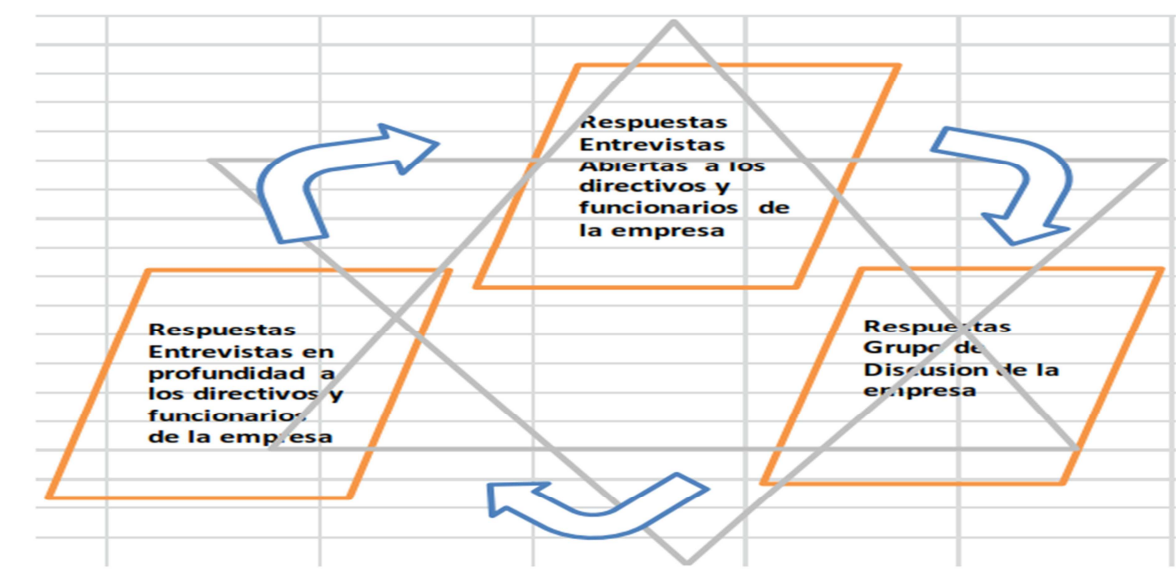 Respuestas
Entrevistas
Abiertas a los
directivos y
funcionarios de
la empresa
Respuestas
Entrevistas en
profundidad a
los directivos y
funcionarios
de la empresa
Respuestas
Grupo de
Discusion de la
empresa